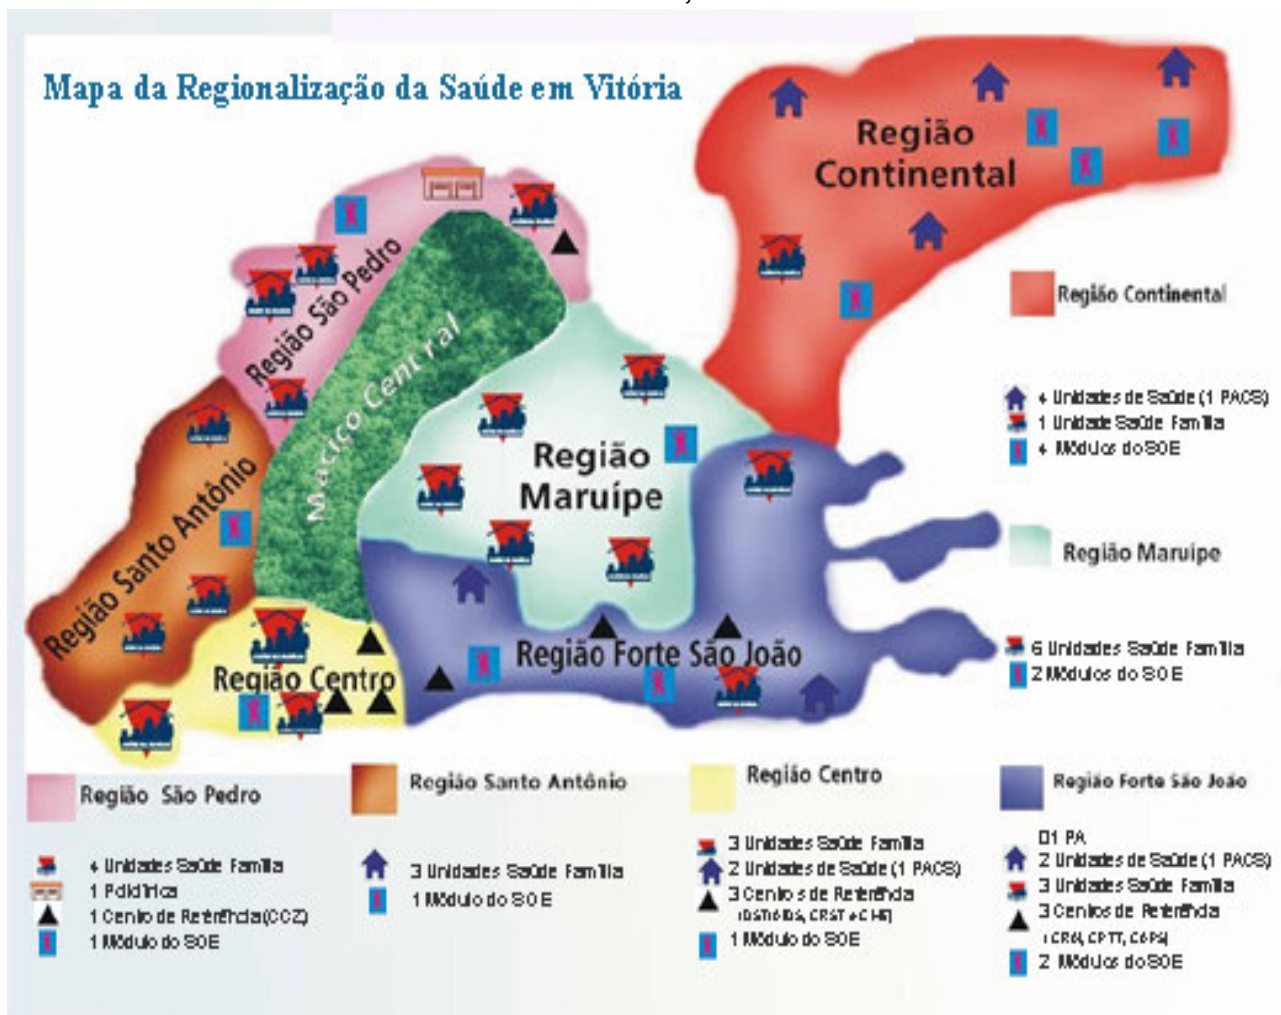 Mapa da Regionalização da Saúde em Vitória
Região
Continental
Região São Pedro
Maciço Central
Região
Maruípe
Região Santo Antônio
Região Centro
Região Forte São João
Região Continental
4 Unidades de Saúde (1 PACS)
1 Unidade Saúde Família
4 Módulos do SOE
Região Maruípe
6 Unidades Saúde Família
2 Módulos do SOE
Região São Pedro
4 Unidades Saúde Família
1 Policlínica
1 Centro de Referência (CCZ)
1 Módulo do SOE
Região Santo Antônio
3 Unidades Saúde Família
1 Módulo do SOE
Região Centro
3 Unidades Saúde Família
2 Unidades de Saúde (1 PACS)
3 Centros de Referência
1 Módulo do SOE
Região Forte São João
01 PA
2 Unidades de Saúde (1 PACS)
3 Unidades Saúde Família
3 Centros de Referência
2 Módulos do SOE